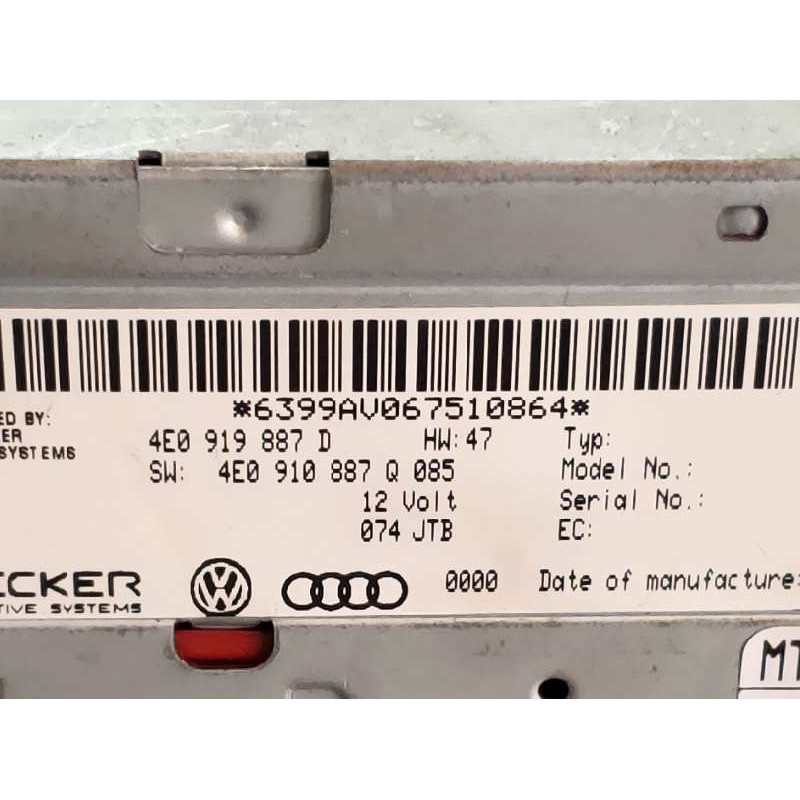 *6399AV067510864*
ED BY:
ER
SYSTEMS
4E0 919 887 D HW:47 Typ:
SW: 4E0 910 887 Q 085 Model No.:
12 Volt Serial No.:
074 JTB EC:
ECKER
TIVE SYSTEMS
0000 Date of manufacture:
MT